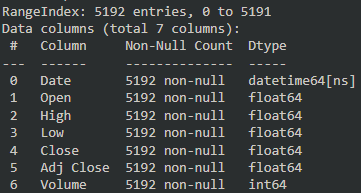 RangeIndex: 5192 entries, 0 to 5191
Data columns (total 7 columns):
 #   Column     Non-Null Count  Dtype
---  ------     --------------  -----
 0   Date       5192 non-null   datetime64[ns]
 1   Open       5192 non-null   float64
 2   High       5192 non-null   float64
 3   Low        5192 non-null   float64
 4   Close      5192 non-null   float64
 5   Adj Close  5192 non-null   float64
 6   Volume     5192 non-null   int64